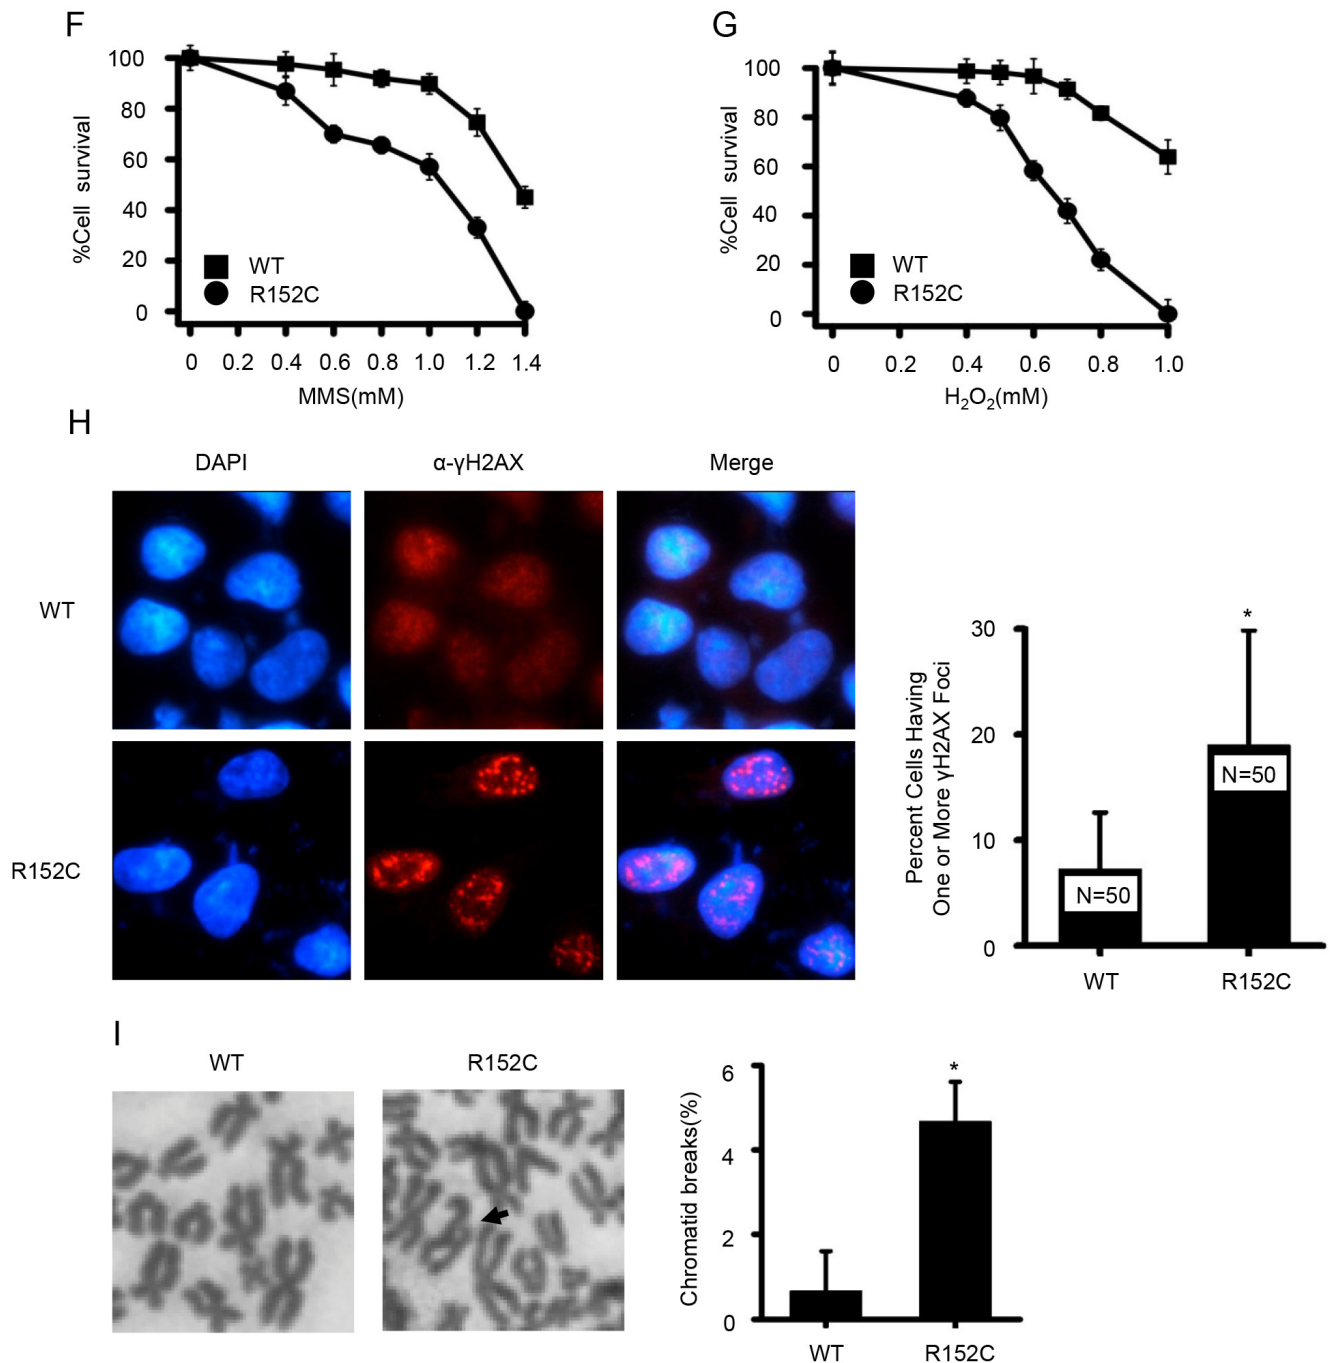 F
100
80
60
40
20
0
%Cell survival
WT
R152C
0 0.2 0.4 0.6 0.8 1.0 1.2 1.4
MMS(mM)
G
100
80
60
40
20
0
%Cell survival
WT
R152C
0 0.2 0.4 0.6 0.8 1.0
H₂O₂(mM)
H
DAPI α-γH2AX Merge
WT
R152C
Percent Cells Having
One or More γH2AX Foci
30
20
10
0
*
N=50
N=50
WT R152C
I
WT R152C
Chromatid breaks(%)
6
4
2
0
*
WT R152C